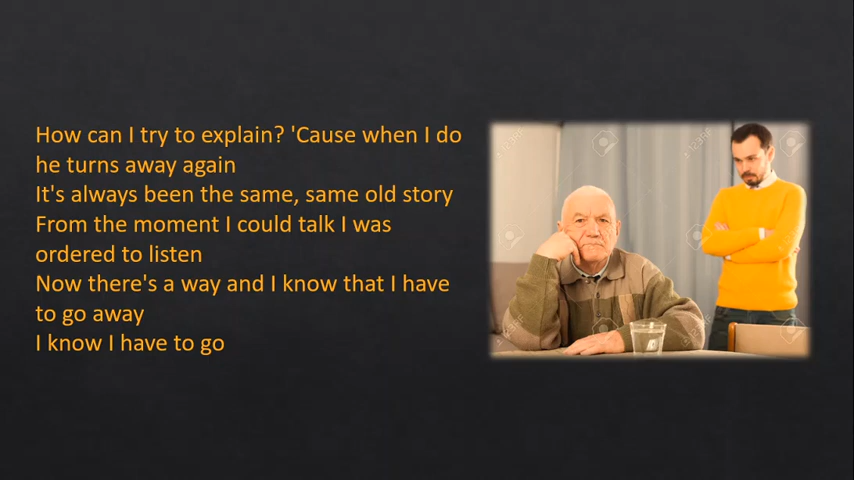 How can I try to explain? 'Cause when I do
he turns away again
It's always been the same, same old story
From the moment I could talk I was
ordered to listen
Now there's a way and I know that I have
to go away
I know I have to go
123RF